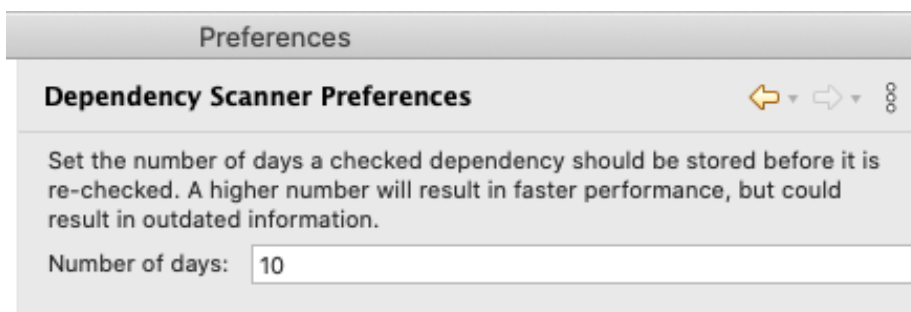 Preferences
Dependency Scanner Preferences
Set the number of days a checked dependency should be stored before it is
re-checked. A higher number will result in faster performance, but could
result in outdated information.
Number of days: 10